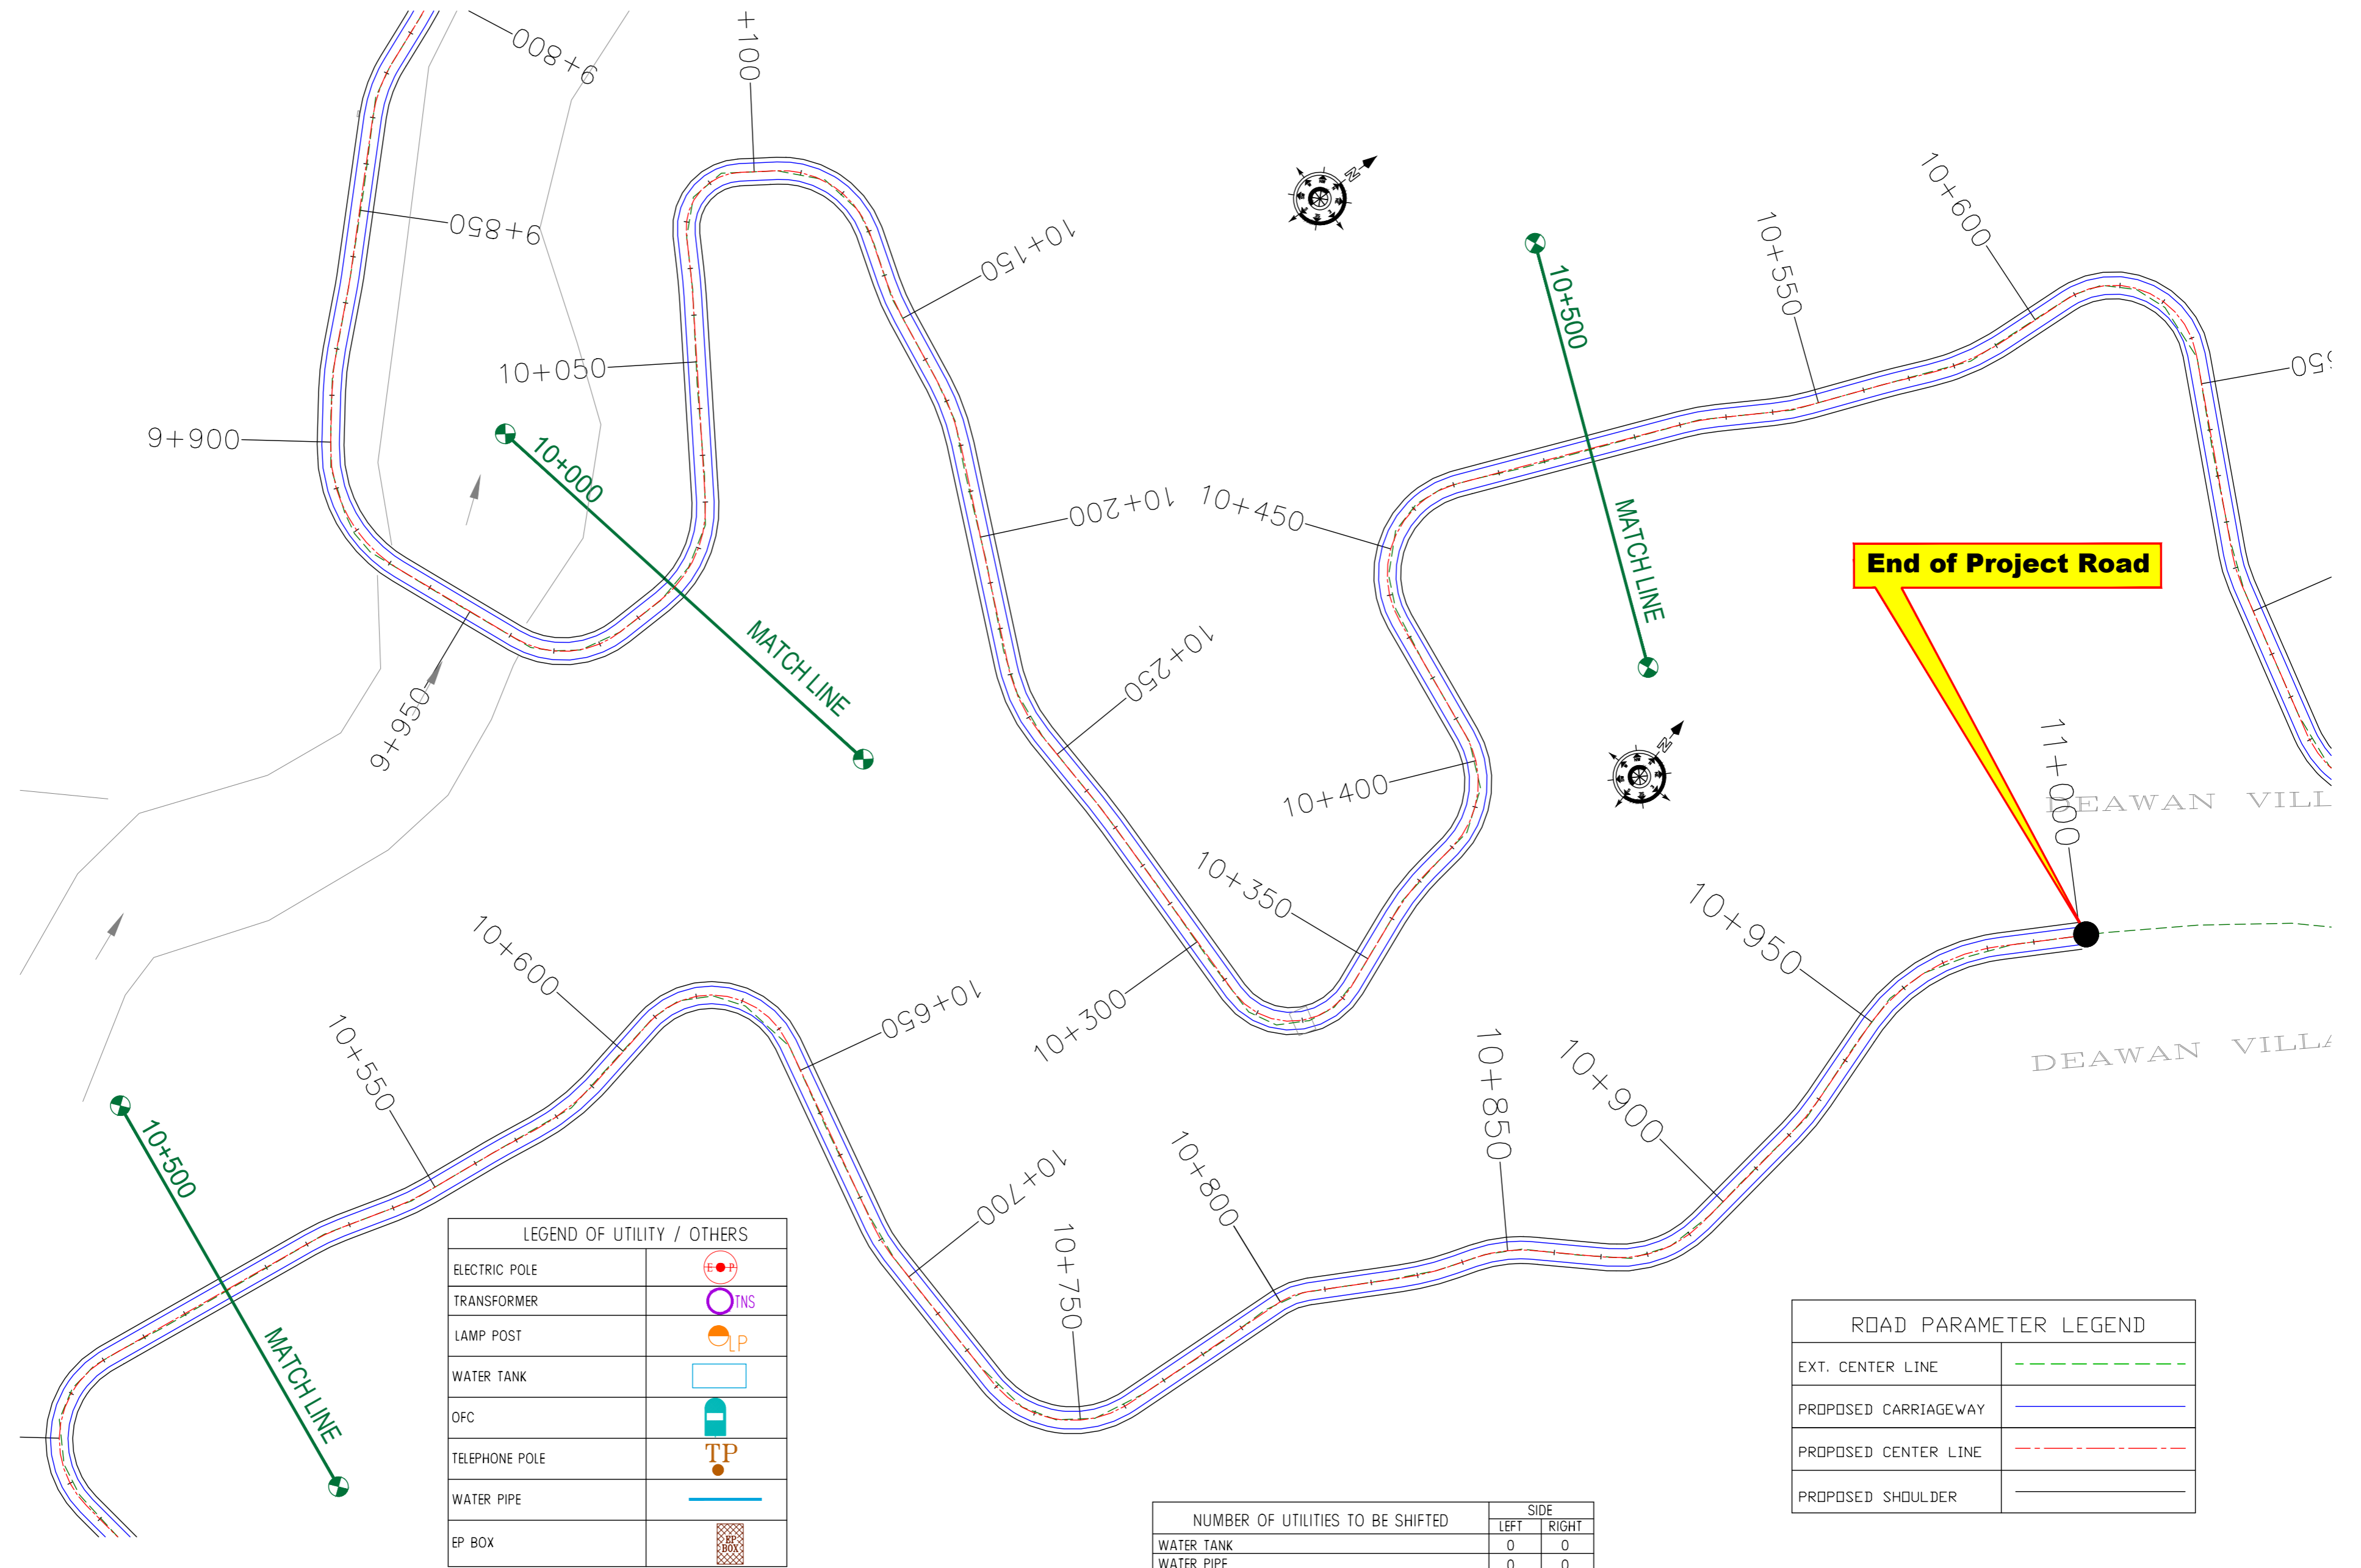 9+800
+100
9+850
10+050
9+900
10+000
MATCH LINE
9+950
10+150
10+200
10+250
10+300
10+350
10+400
10+450
N
10+500
MATCH LINE
10+550
10+600
End of Project Road
N
11+000
DEAWAN VILL
DEAWAN VILLA
10+500
MATCH LINE
10+550
10+600
10+650
10+700
10+750
10+800
10+850
10+900
10+950
LEGEND OF UTILITY / OTHERS
ELECTRIC POLE E P
TRANSFORMER TNS
LAMP POST LP
WATER TANK
OFC
TELEPHONE POLE TP
WATER PIPE
EP BOX EP BOX
NUMBER OF UTILITIES TO BE SHIFTED SIDE
LEFT RIGHT
WATER TANK 0 0
WATER PIPE 0 0
ROAD PARAMETER LEGEND
EXT. CENTER LINE
PROPOSED CARRIAGEWAY
PROPOSED CENTER LINE
PROPOSED SHOULDER